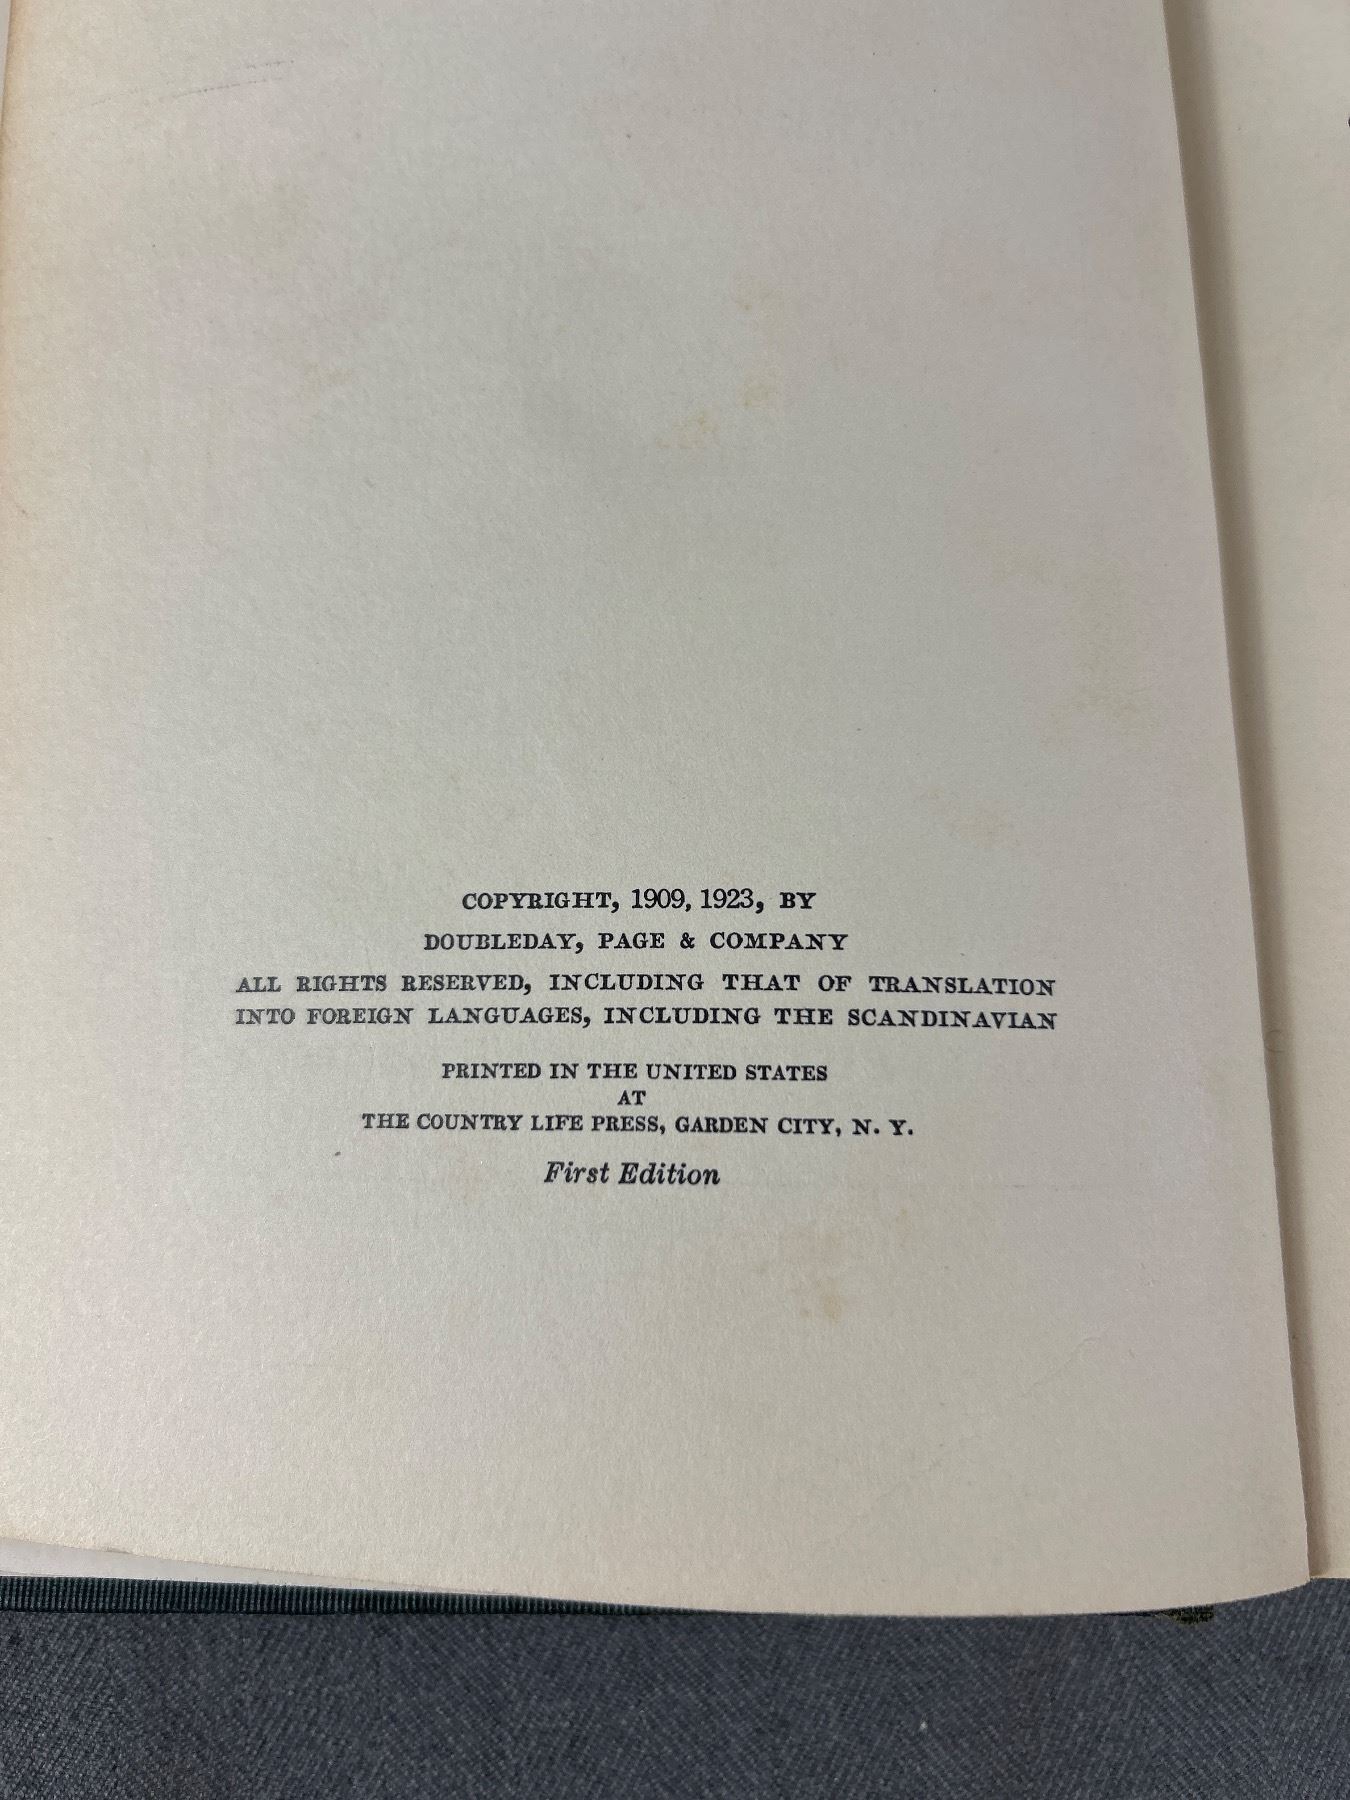 COPYRIGHT, 1909, 1923, BY
DOUBLEDAY, PAGE & COMPANY
ALL RIGHTS RESERVED, INCLUDING THAT OF TRANSLATION
INTO FOREIGN LANGUAGES, INCLUDING THE SCANDINAVIAN
PRINTED IN THE UNITED STATES
AT
THE COUNTRY LIFE PRESS, GARDEN CITY, N. Y.
First Edition